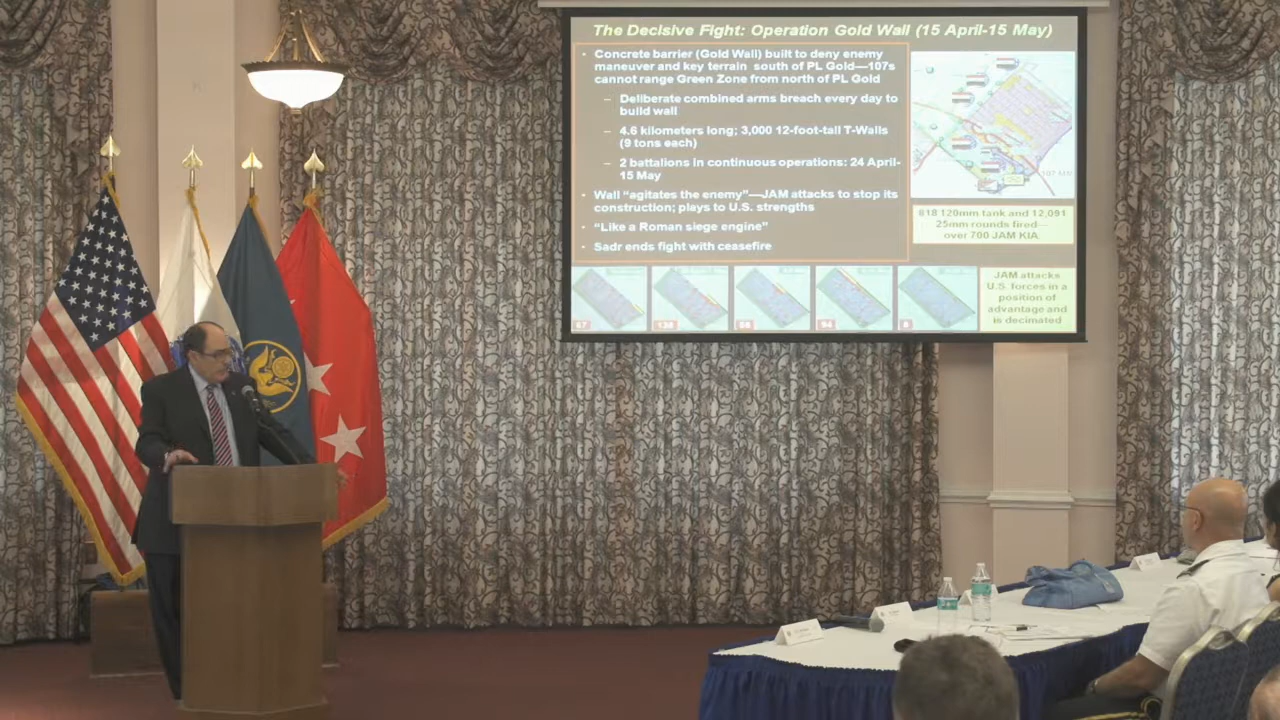 The Decisive Fight: Operation Gold Wall (15 April-15 May)
• Concrete barrier (Gold Wall) built to deny enemy
maneuver and key terrain south of PL Gold—107s
cannot range Green Zone from north of PL Gold
– Deliberate combined arms breach every day to
build wall
– 4.6 kilometers long; 3,000 12-foot-tall T-Walls
(9 tons each)
– 2 battalions in continuous operations: 24 April-
15 May
• Wall “agitates the enemy”—JAM attacks to stop its
construction; plays to U.S. strengths
• “Like a Roman siege engine”
• Sadr ends fight with ceasefire
818 120mm tank and 12,091
25mm rounds fired—
over 700 JAM KIA
JAM attacks
U.S. forces in a
position of
advantage and
is decimated